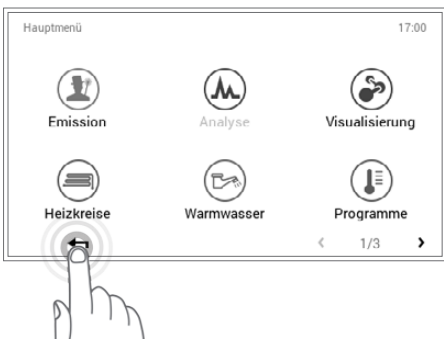 Hauptmenü 17:00
Emission Analyse Visualisierung
Heizkreise Warmwasser Programme
1/3